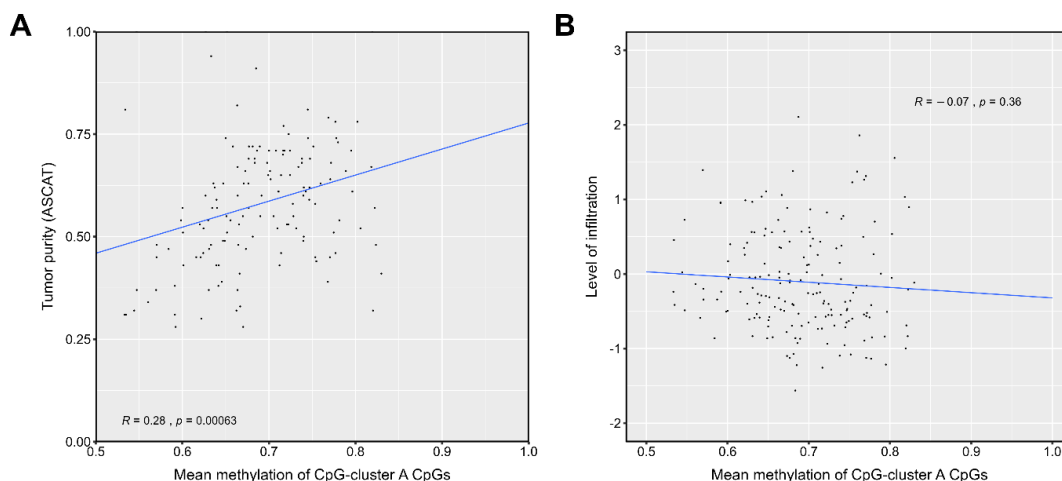 A
Tumor purity (ASCAT)
1.00
0.75
0.50
0.25
0.00
R = 0.28 , p = 0.00063
0.5
0.6
0.7
0.8
0.9
1.0
Mean methylation of CpG-cluster A CpGs
B
Level of infiltration
3
2
1
0
-1
-2
R = −0.07 , p = 0.36
0.5
0.6
0.7
0.8
0.9
1.0
Mean methylation of CpG-cluster A CpGs